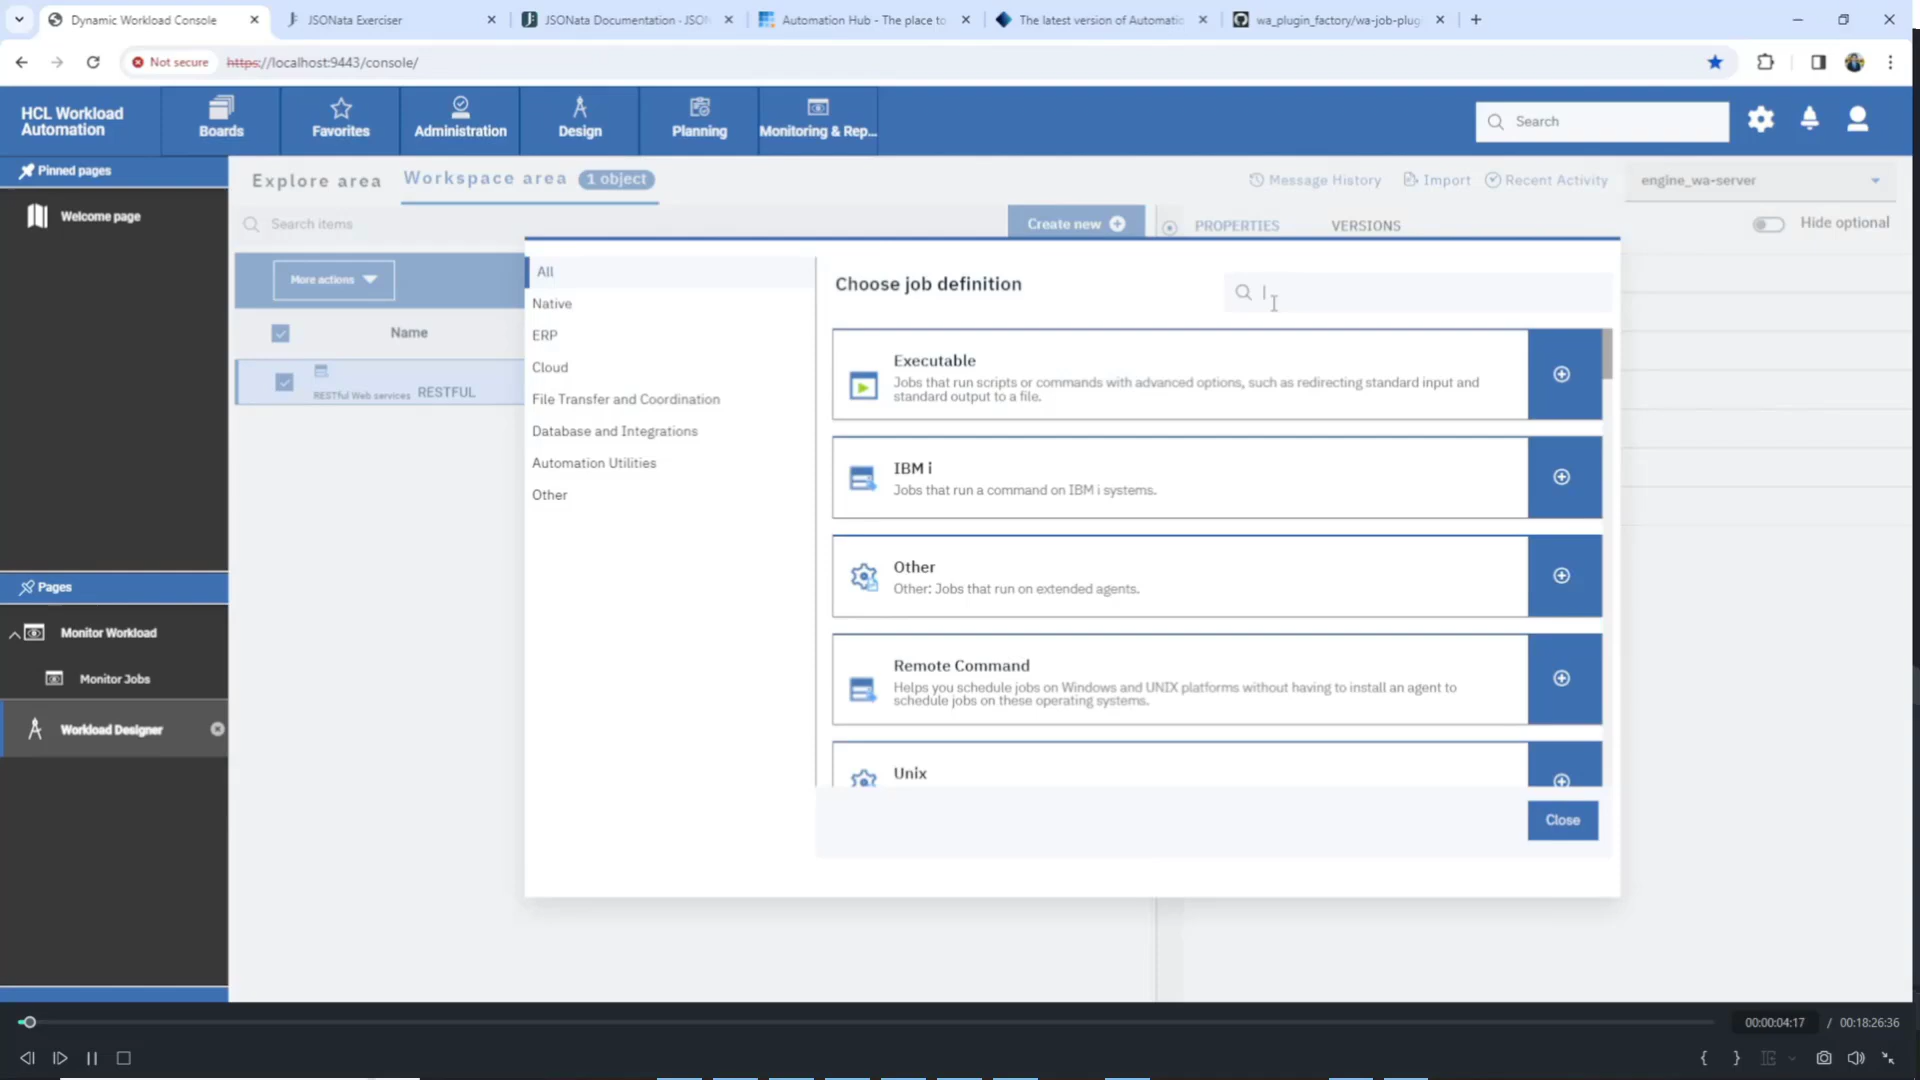 Dynamic Workload Console
JSONata Exerciser
JSONata Documentation - JSON
Automation Hub - The place to
The latest version of Automatic
wa_plugin_factory/wa-job-plug
Not secure
https://localhost:9443/console/
HCL Workload
Automation
Boards
Favorites
Administration
Design
Planning
Monitoring & Rep...
Search
Pinned pages
Welcome page
Explore area
Workspace area
1 object
Message History
Import
Recent Activity
engine_wa-server
Search items
Create new
PROPERTIES
VERSIONS
Hide optional
More actions
Name
RESTful Web services RESTFUL
All
Native
ERP
Cloud
File Transfer and Coordination
Database and Integrations
Automation Utilities
Other
Choose job definition
Executable
Jobs that run scripts or commands with advanced options, such as redirecting standard input and
standard output to a file.
IBM i
Jobs that run a command on IBM i systems.
Other
Other: Jobs that run on extended agents.
Remote Command
Helps you schedule jobs on Windows and UNIX platforms without having to install an agent to
schedule jobs on these operating systems.
Unix
Close
Pages
Monitor Workload
Monitor Jobs
Workload Designer
00:00:04:17 / 00:18:26:36